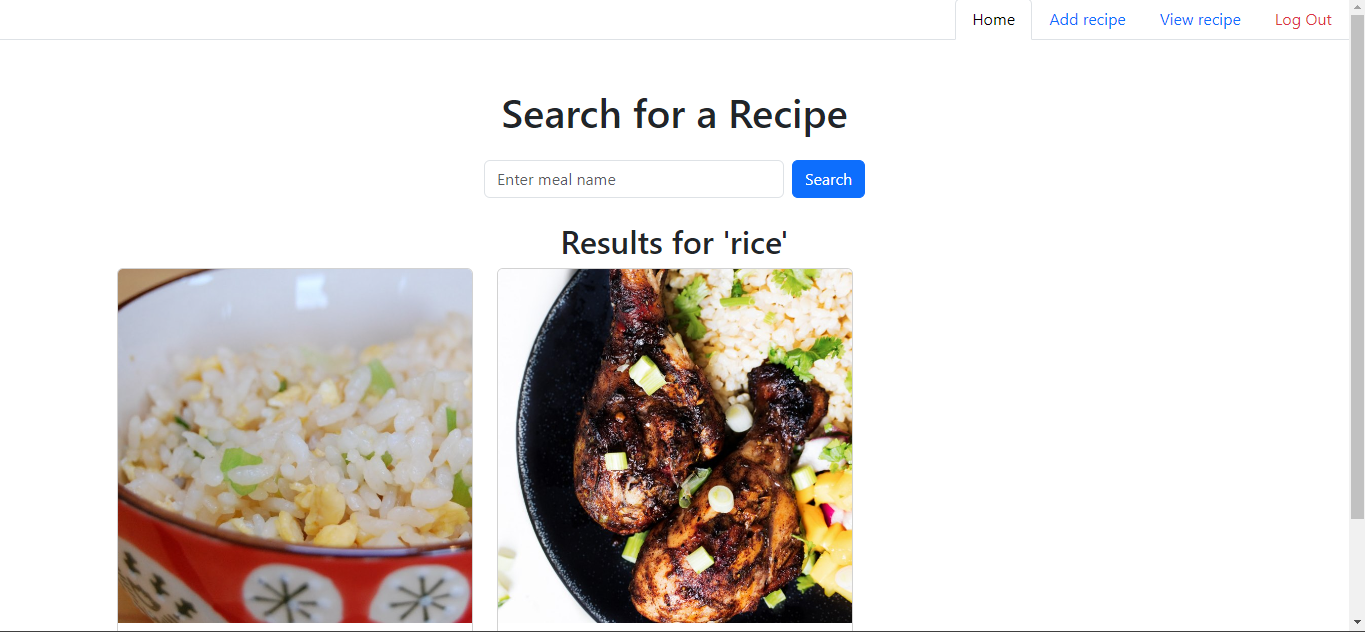 Home Add recipe View recipe Log Out
Search for a Recipe
Enter meal name Search
Results for 'rice'